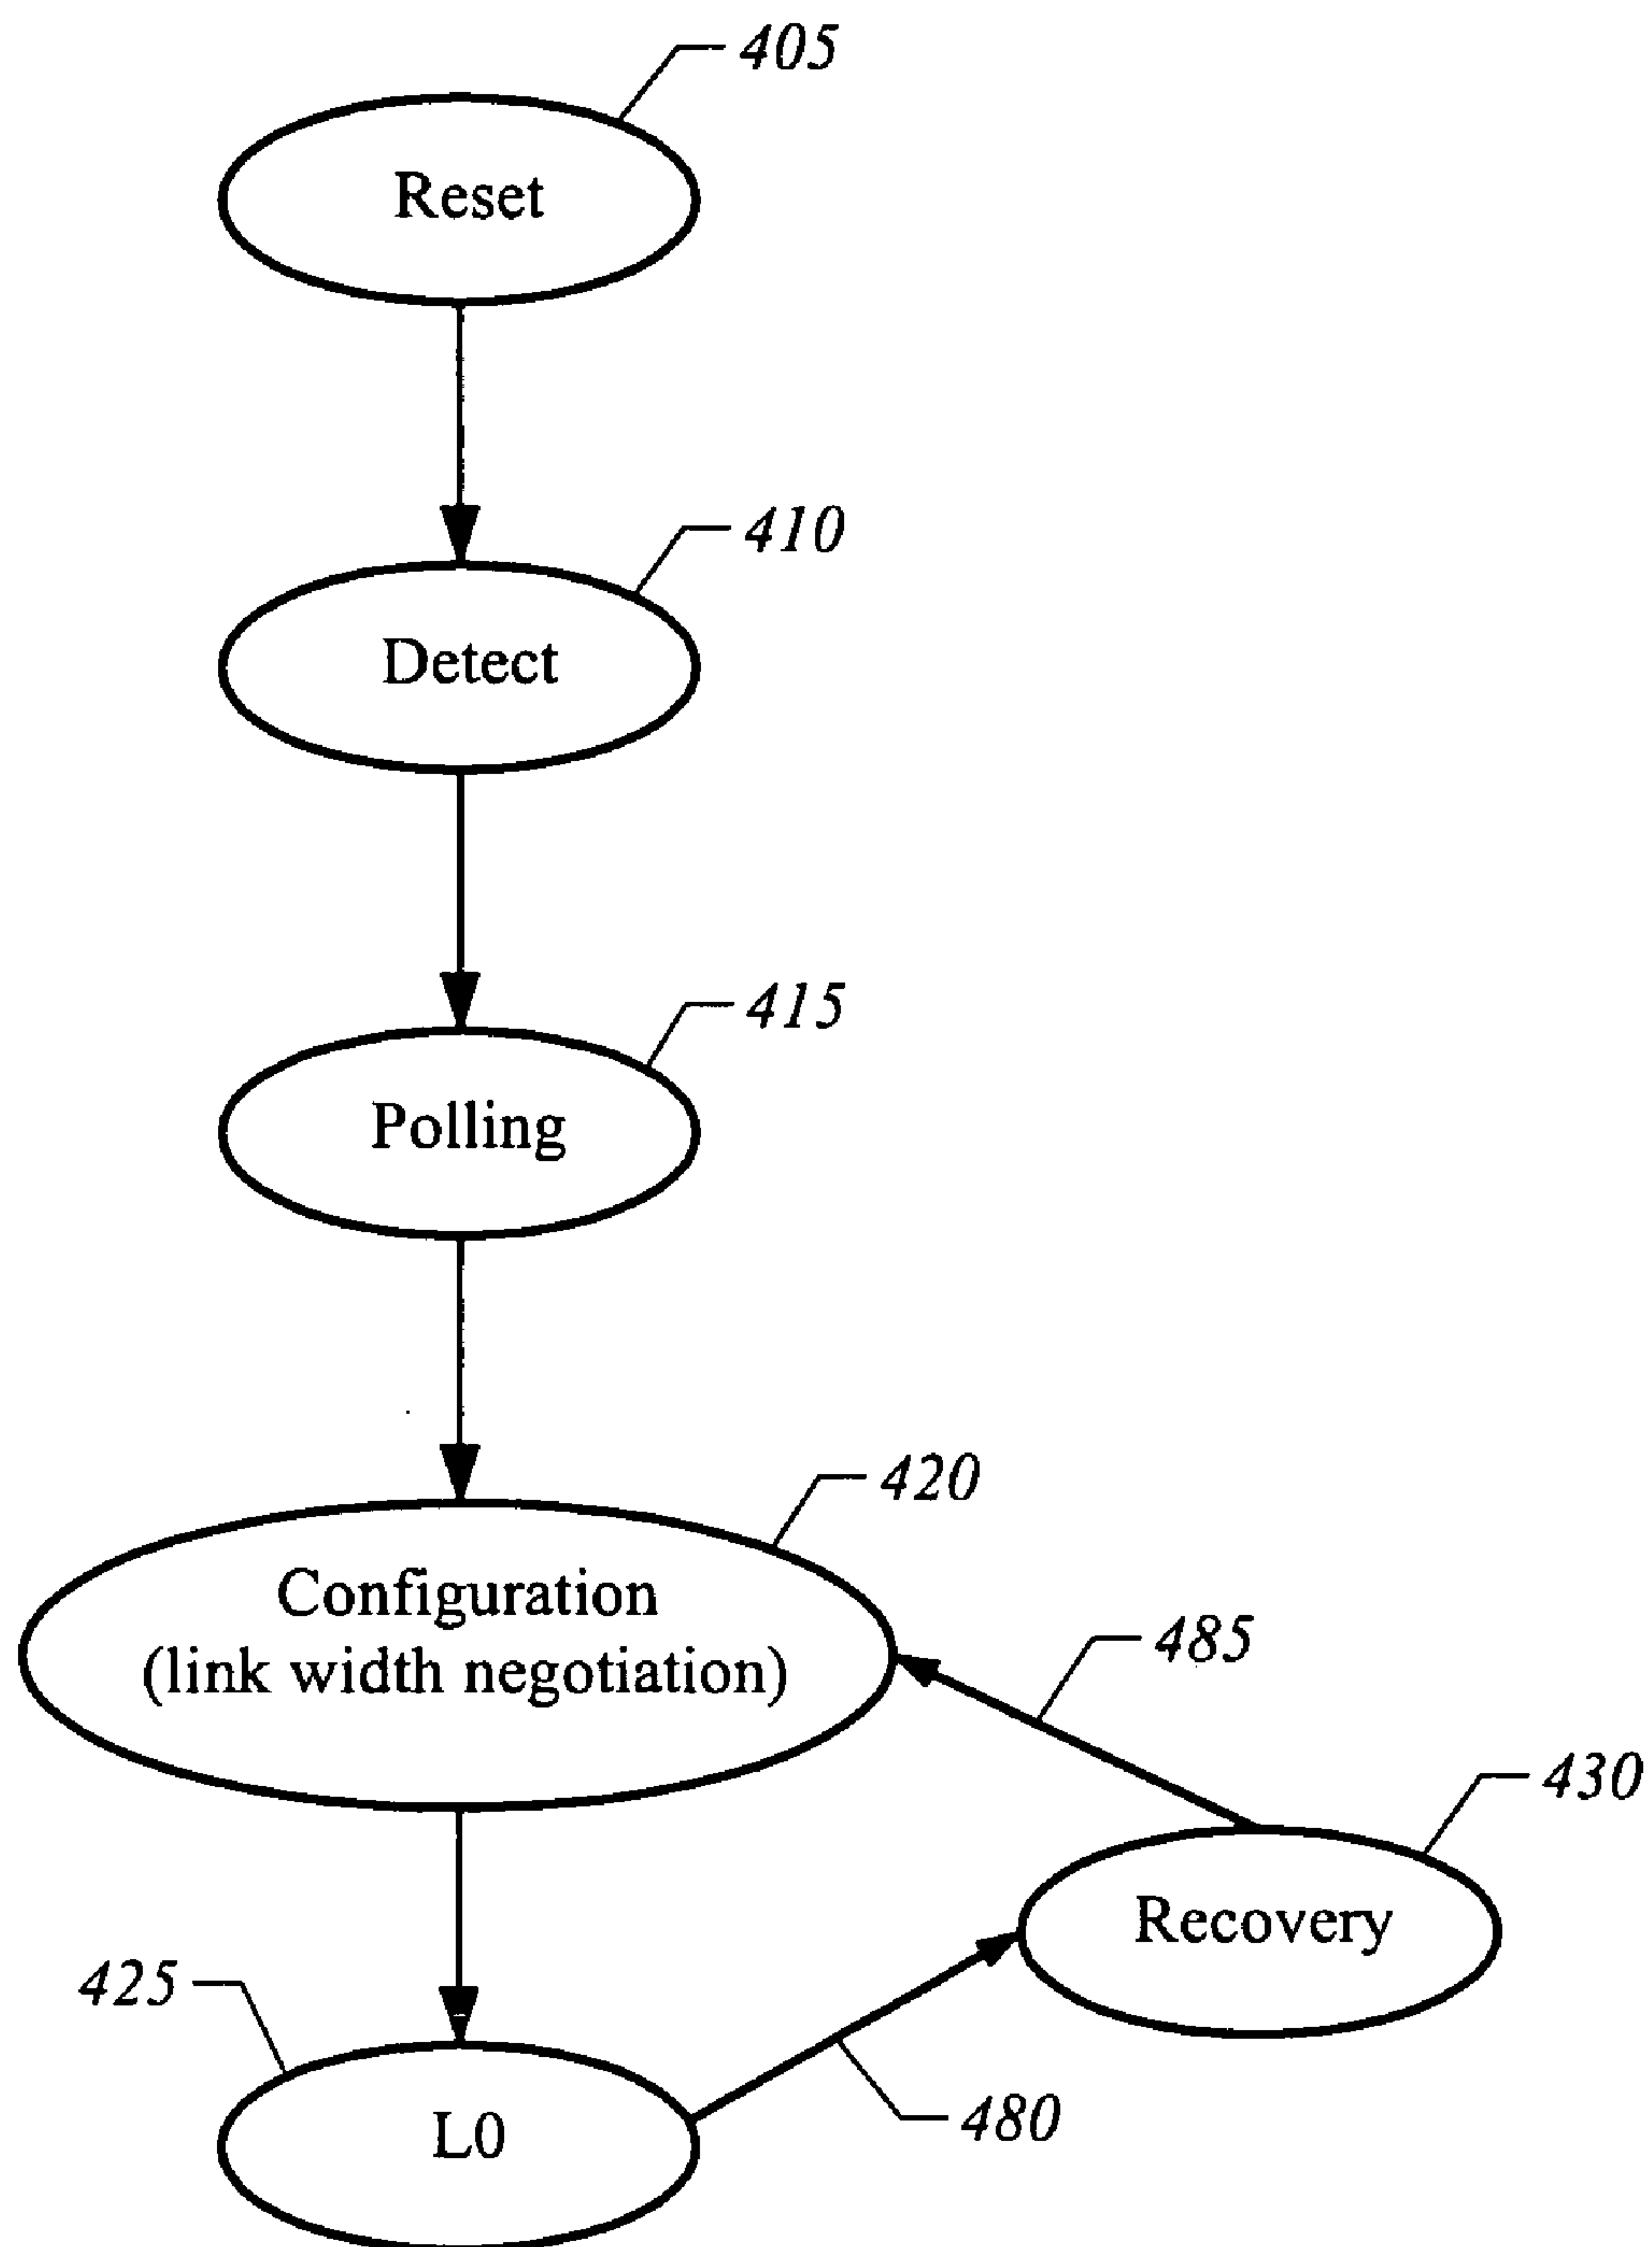 405
Reset
410
Detect
415
Polling
420
Configuration
(link width negotiation)
485
430
Recovery
425
480
L0